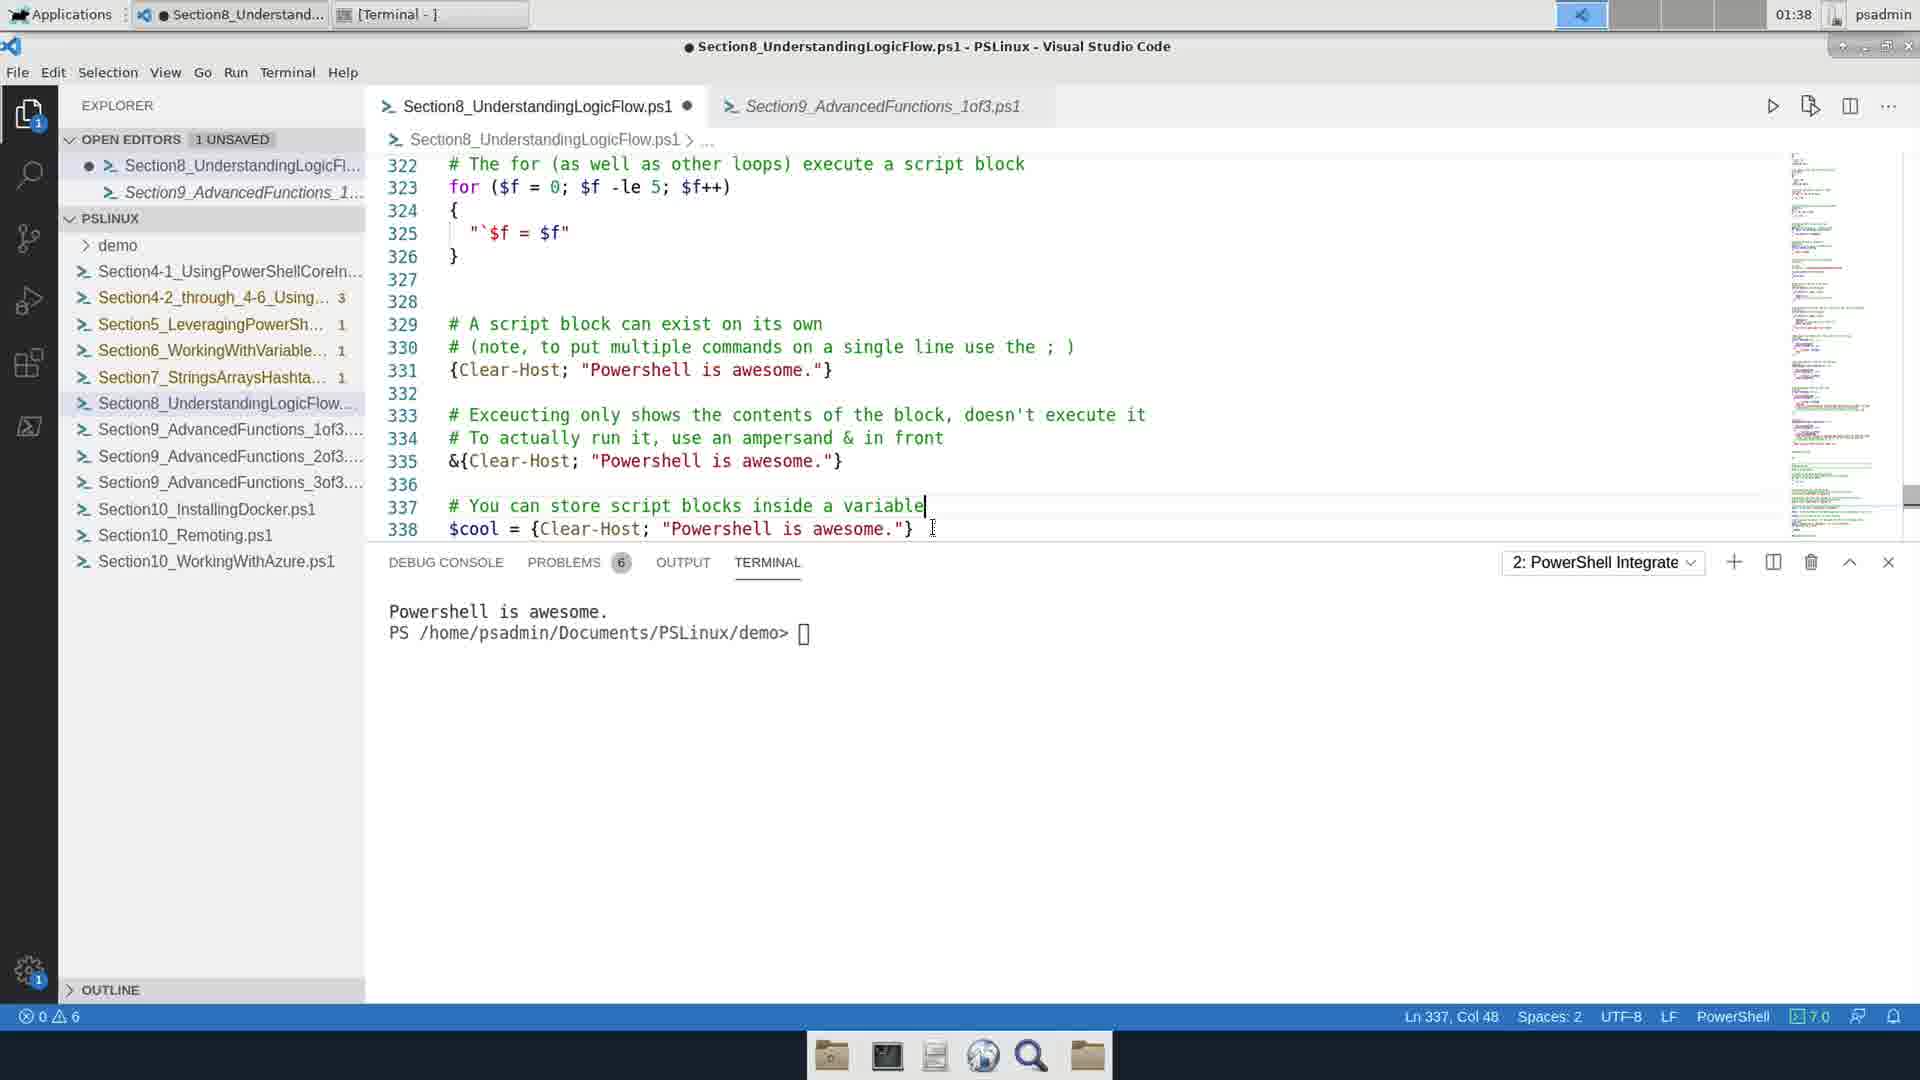 Applications
● Section8_Understand...
[Terminal - ]
01:38
psadmin
● Section8_UnderstandingLogicFlow.ps1 - PSLinux - Visual Studio Code
File Edit Selection View Go Run Terminal Help
EXPLORER
OPEN EDITORS 1 UNSAVED
● Section8_UnderstandingLogicFl...
Section9_AdvancedFunctions_1...
PSLINUX
demo
Section4-1_UsingPowerShellCoreIn...
Section4-2_through_4-6_Using... 3
Section5_LeveragingPowerSh... 1
Section6_WorkingWithVariable... 1
Section7_StringsArraysHashta... 1
Section8_UnderstandingLogicFlow....
Section9_AdvancedFunctions_1of3....
Section9_AdvancedFunctions_2of3....
Section9_AdvancedFunctions_3of3....
Section10_InstallingDocker.ps1
Section10_Remoting.ps1
Section10_WorkingWithAzure.ps1
OUTLINE
1
1
Section8_UnderstandingLogicFlow.ps1 ●
Section9_AdvancedFunctions_1of3.ps1
Section8_UnderstandingLogicFlow.ps1 > ...
322 # The for (as well as other loops) execute a script block
323 for ($f = 0; $f -le 5; $f++)
324 {
325 "`$f = $f"
326 }
327
328
329 # A script block can exist on its own
330 # (note, to put multiple commands on a single line use the ; )
331 {Clear-Host; "Powershell is awesome."}
332
333 # Exceucting only shows the contents of the block, doesn't execute it
334 # To actually run it, use an ampersand & in front
335 &{Clear-Host; "Powershell is awesome."}
336
337 # You can store script blocks inside a variable
338 $cool = {Clear-Host; "Powershell is awesome."}
DEBUG CONSOLE PROBLEMS 6 OUTPUT TERMINAL
2: PowerShell Integrate
Powershell is awesome.
PS /home/psadmin/Documents/PSLinux/demo>
0 6
Ln 337, Col 48 Spaces: 2 UTF-8 LF PowerShell 7.0